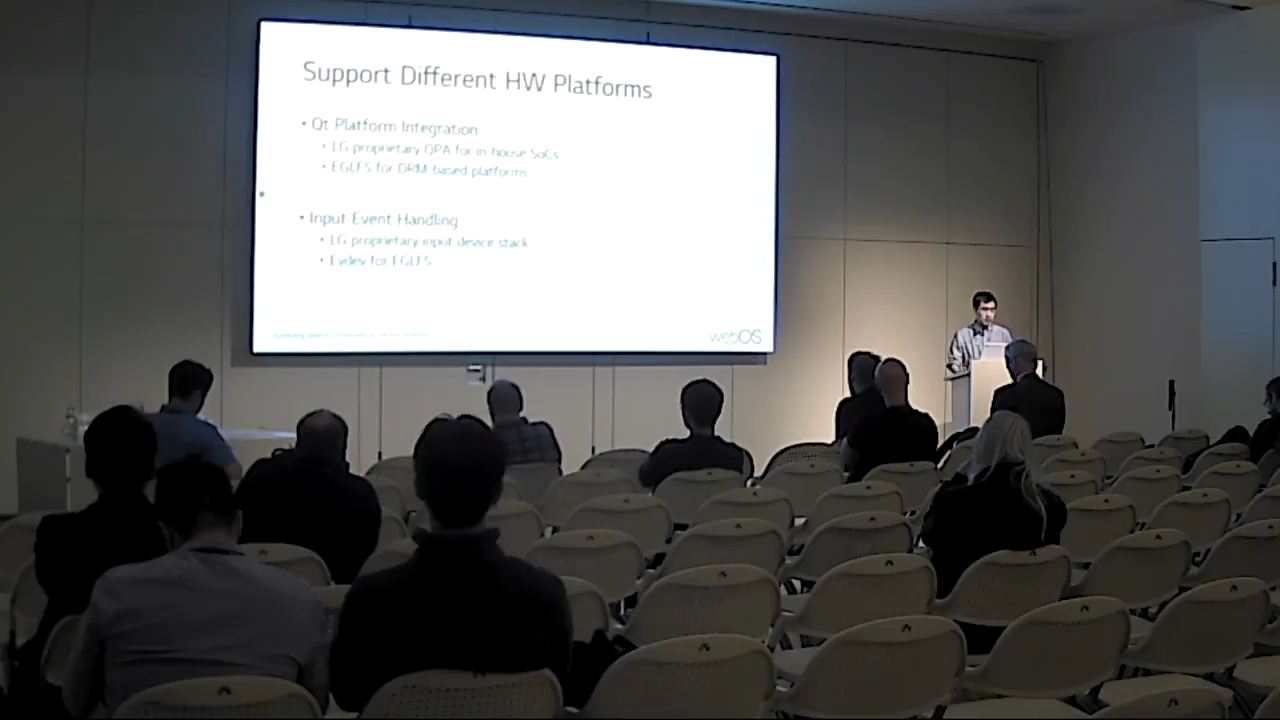 Support Different HW Platforms
• Qt Platform Integration
• LG proprietary QPA for in-house SoCs
• EGLFS for DRM-based platforms
• Input Event Handling
• LG proprietary input device stack
• Evdev for EGLFS
webOS